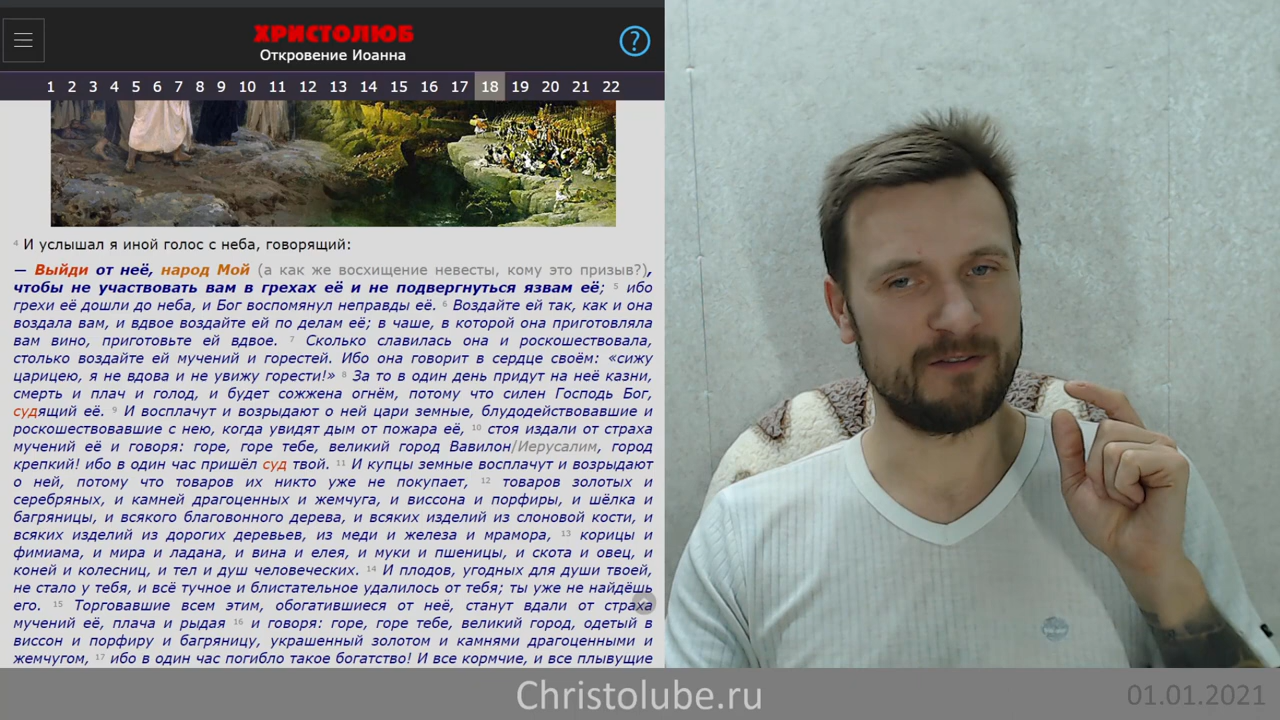 ХРИСТОЛЮБ
Откровение Иоанна
?
1 2 3 4 5 6 7 8 9 10 11 12 13 14 15 16 17 18 19 20 21 22
4 И услышал я иной голос с неба, говорящий:
— Выйди от неё, народ Мой (а как же восхищение невесты, кому это призыв?),
чтобы не участвовать вам в грехах её и не подвергнуться язвам её; 5 ибо
грехи её дошли до неба, и Бог воспомянул неправды её. 6 Воздайте ей так, как и она
воздала вам, и вдвое воздайте ей по делам её; в чаше, в которой она приготовляла
вам вино, приготовьте ей вдвое. 7 Сколько славилась она и роскошествовала,
столько воздайте ей мучений и горестей. Ибо она говорит в сердце своём: «сижу
царицею, я не вдова и не увижу горести!» 8 За то в один день придут на неё казни,
смерть и плач и голод, и будет сожжена огнём, потому что силен Господь Бог,
судящий её. 9 И восплачут и возрыдают о ней цари земные, блудодействовавшие и
роскошествовавшие с нею, когда увидят дым от пожара её, 10 стоя издали от страха
мучений её и говоря: горе, горе тебе, великий город Вавилон/Иерусалим, город
крепкий! ибо в один час пришёл суд твой. 11 И купцы земные восплачут и возрыдают
о ней, потому что товаров их никто уже не покупает, 12 товаров золотых и
серебряных, и камней драгоценных и жемчуга, и виссона и порфиры, и шёлка и
багряницы, и всякого благовонного дерева, и всяких изделий из слоновой кости, и
всяких изделий из дорогих деревьев, из меди и железа и мрамора, 13 корицы и
фимиама, и мира и ладана, и вина и елея, и муки и пшеницы, и скота и овец, и
коней и колесниц, и тел и душ человеческих. 14 И плодов, угодных для души твоей,
не стало у тебя, и всё тучное и блистательное удалилось от тебя; ты уже не найдёшь
его. 15 Торговавшие всем этим, обогатившиеся от неё, станут вдали от страха
мучений её, плача и рыдая 16 и говоря: горе, горе тебе, великий город, одетый в
виссон и порфиру и багряницу, украшенный золотом и камнями драгоценными и
жемчугом, 17 ибо в один час погибло такое богатство! И все кормчие, и все плывущие
Christolube.ru
01.01.2021